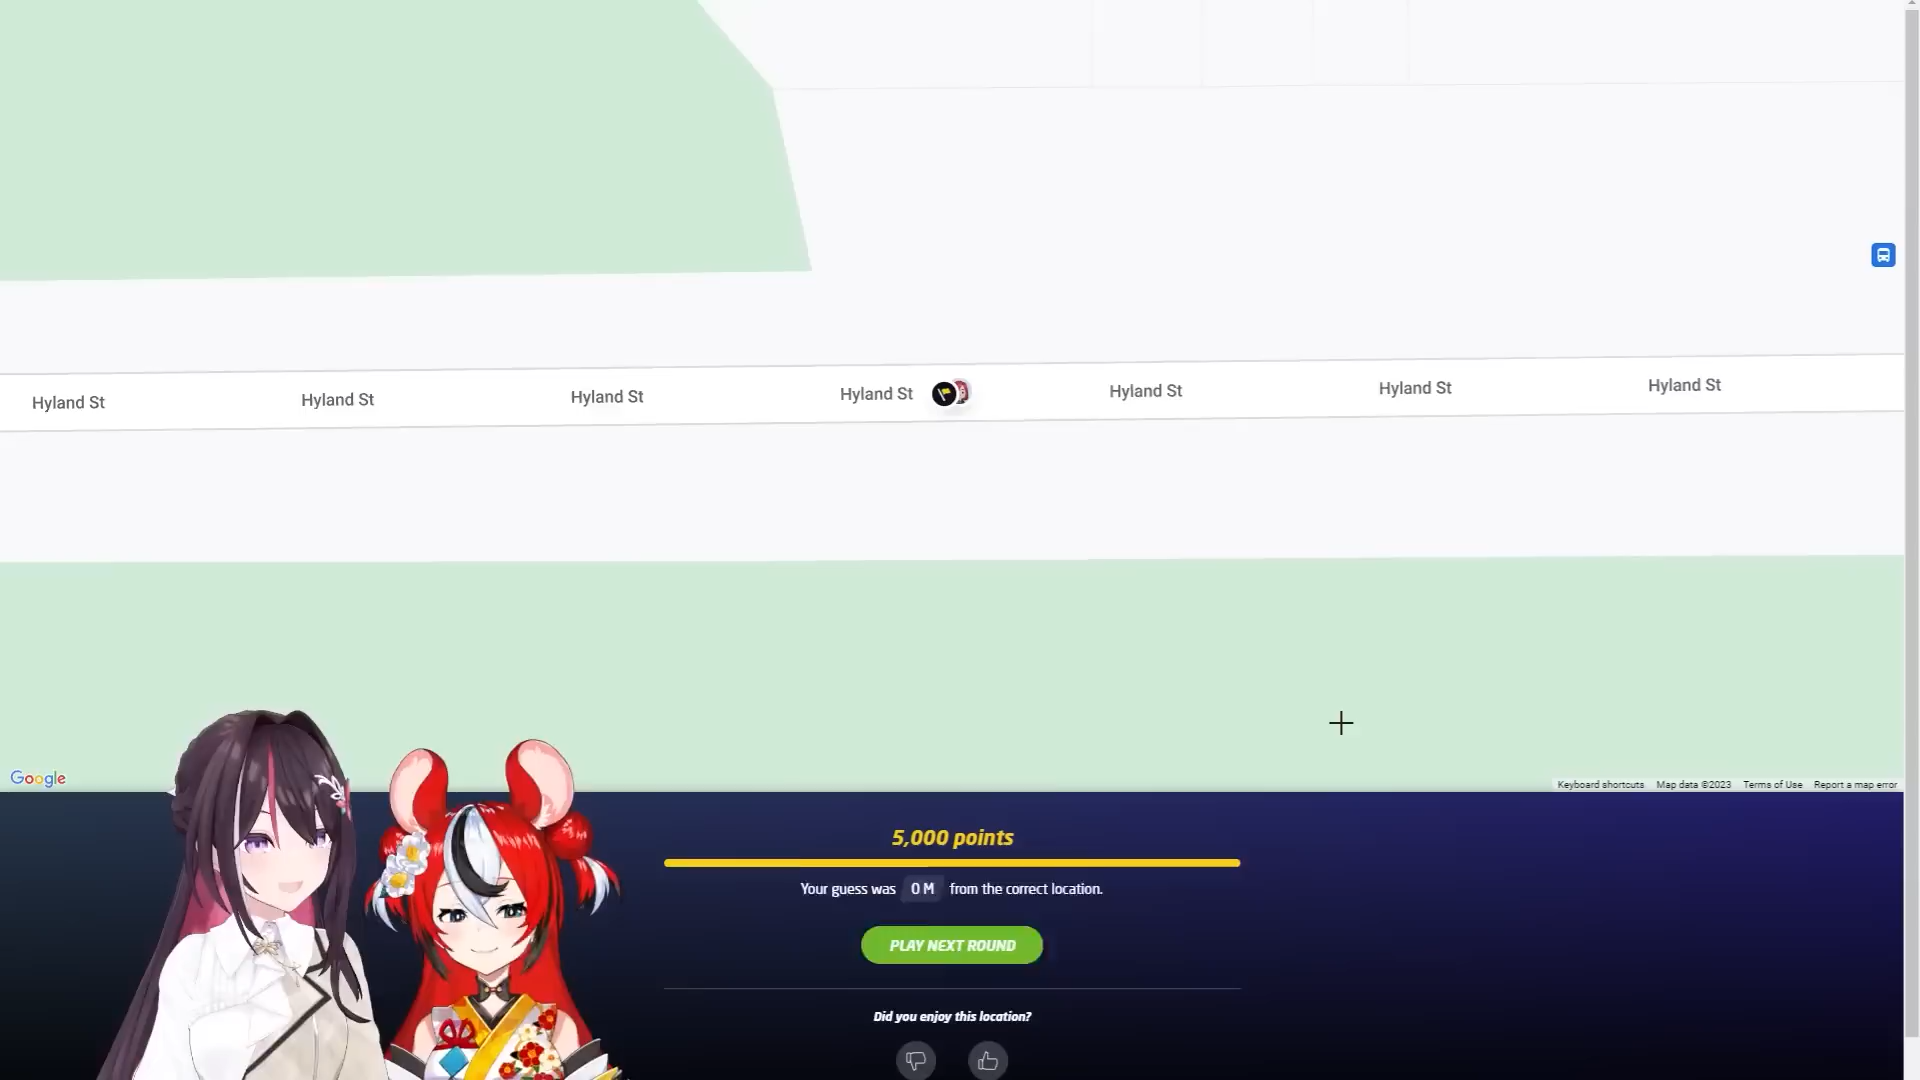 Hyland St
Hyland St
Hyland St
Hyland St
Hyland St
Hyland St
Hyland St
Google
Keyboard shortcuts
Map data ©2023
Terms of Use
Report a map error
5,000 points
Your guess was 0 M from the correct location.
PLAY NEXT ROUND
Did you enjoy this location?